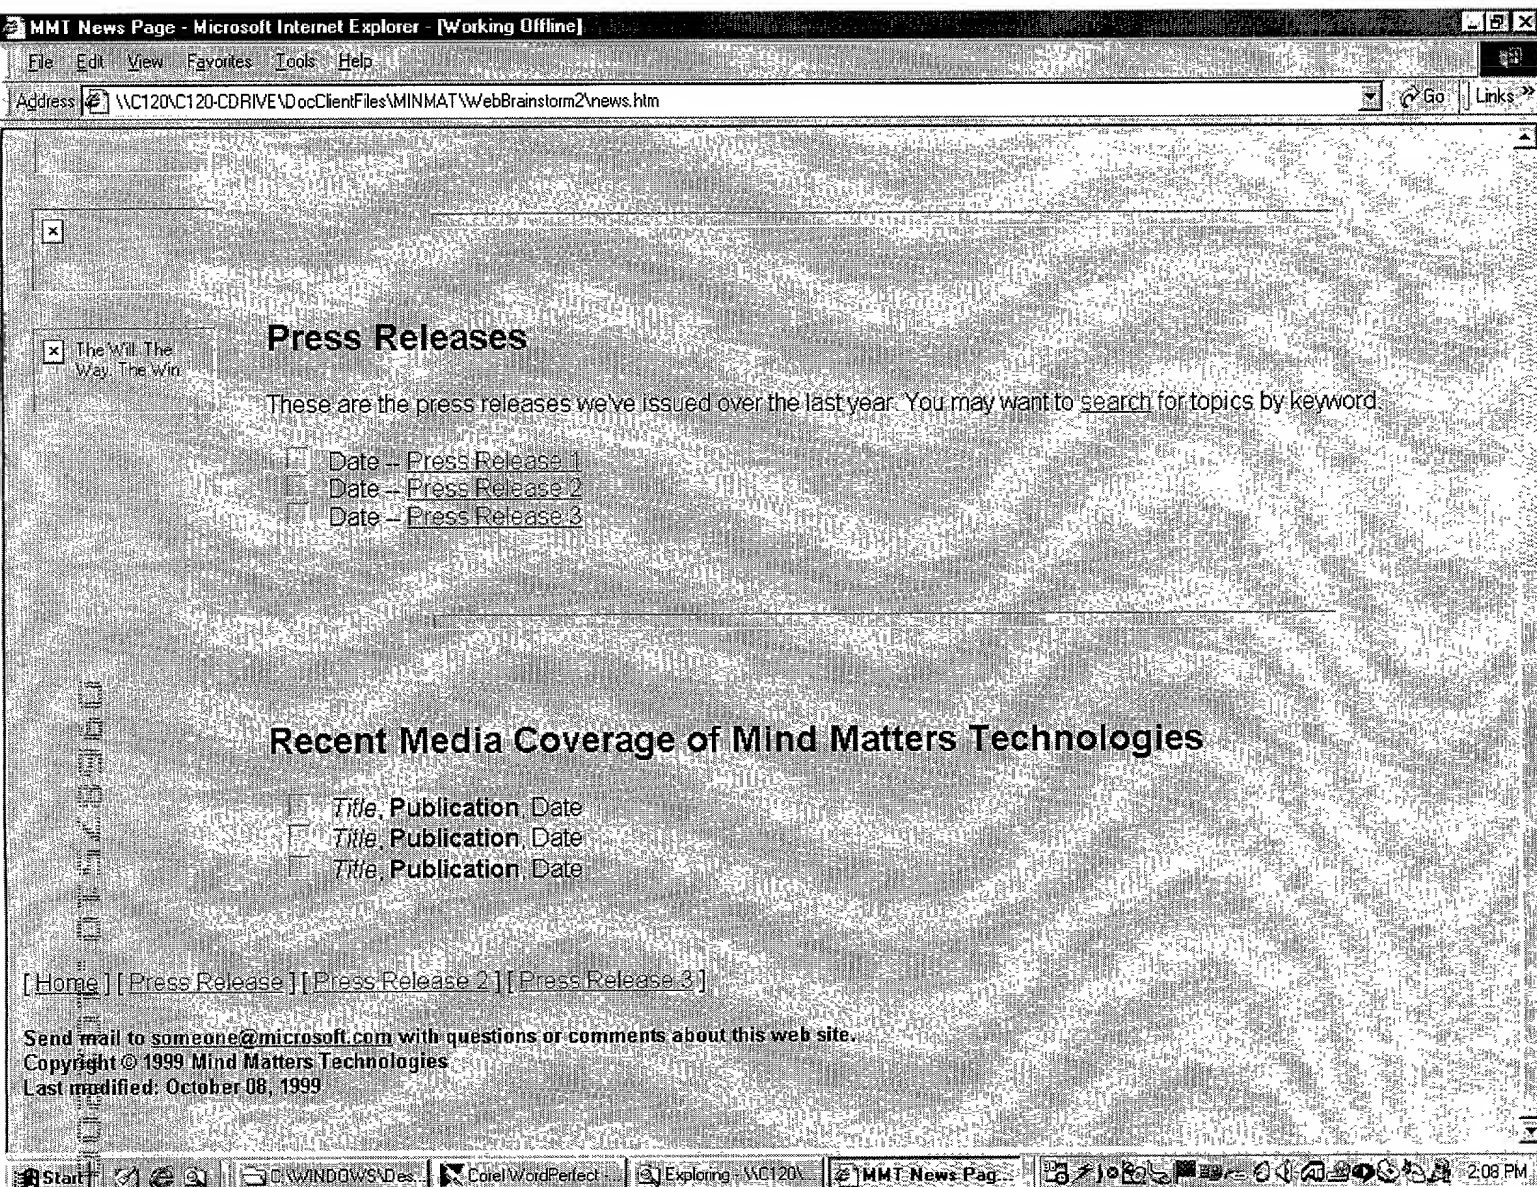 MMT News Page - Microsoft Internet Explorer - [Working Offline]
File Edit View Favorites Tools Help
Address \\C120\C120-CDRIVE\DocClientFiles\MINMAT\WebBrainstorm2\news.htm Go Links »
The Will. The
Way. The Win.
Press Releases
These are the press releases we've issued over the last year. You may want to search for topics by keyword.
Date -- Press Release 1
Date -- Press Release 2
Date -- Press Release 3
Recent Media Coverage of Mind Matters Technologies
Title, Publication, Date
Title, Publication, Date
Title, Publication, Date
[ Home ] [ Press Release ] [ Press Release 2 ] [ Press Release 3 ]
Send mail to someone@microsoft.com with questions or comments about this web site.
Copyright © 1999 Mind Matters Technologies
Last modified: October 08, 1999
Start C:\WINDOWS\Des... Corel WordPerfect ... Exploring - \\C120\... MMT News Pag... 2:08 PM